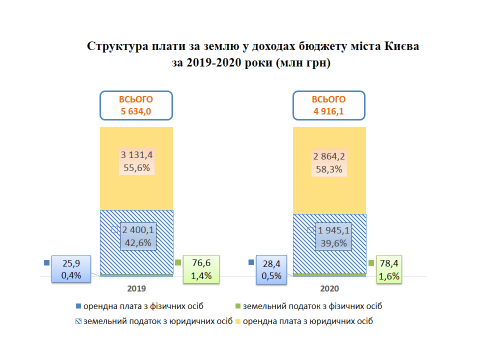 Структура плати за землю у доходах бюджету міста Києва
за 2019-2020 роки (млн грн)
ВСЬОГО
5 634,0
ВСЬОГО
4 916,1
3 131,4
55,6%
2 864,2
58,3%
2 400,1
42,6%
1 945,1
39,6%
25,9
0,4%
76,6
1,4%
28,4
0,5%
78,4
1,6%
2019
2020
орендна плата з фізичних осіб
земельний податок з фізичних осіб
земельний податок з юридичних осіб
орендна плата з юридичних осіб